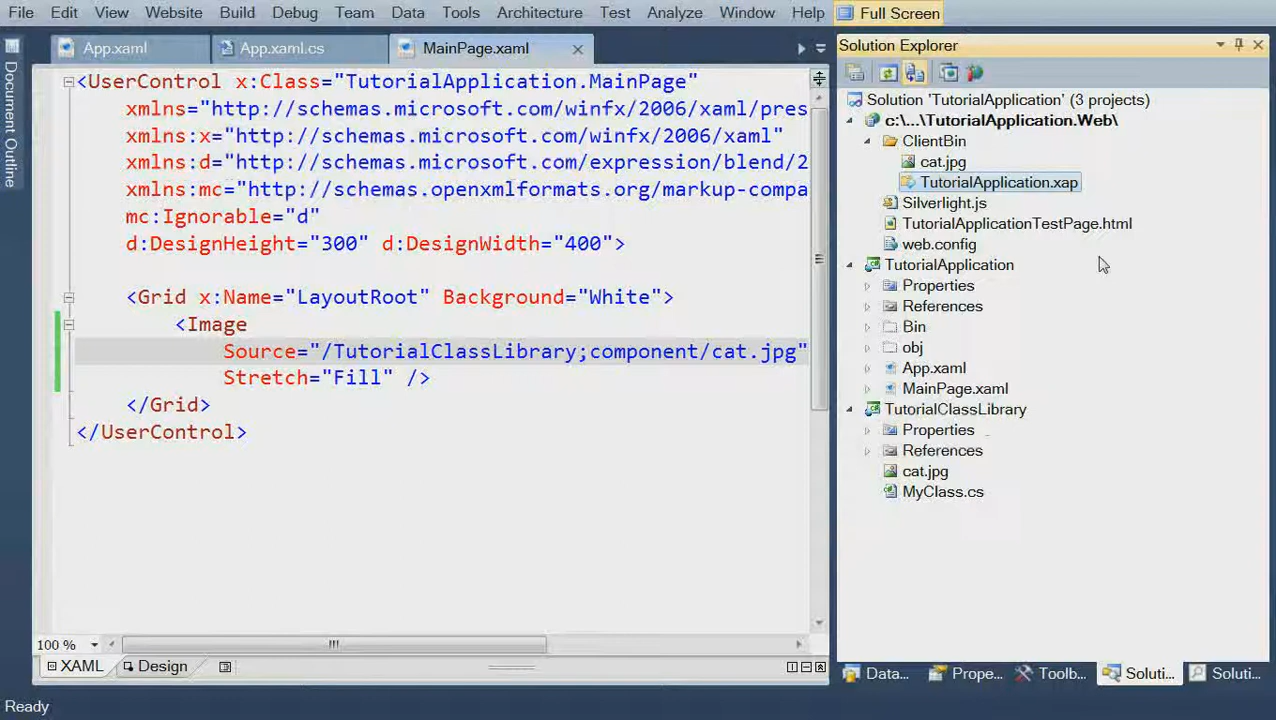 File Edit View Website Build Debug Team Data Tools Architecture Test Analyze Window Help Full Screen
Document Outline
App.xaml App.xaml.cs MainPage.xaml
<UserControl x:Class="TutorialApplication.MainPage"
xmlns="http://schemas.microsoft.com/winfx/2006/xaml/pres
xmlns:x="http://schemas.microsoft.com/winfx/2006/xaml"
xmlns:d="http://schemas.microsoft.com/expression/blend/2
xmlns:mc="http://schemas.openxmlformats.org/markup-compa
mc:Ignorable="d"
d:DesignHeight="300" d:DesignWidth="400">
<Grid x:Name="LayoutRoot" Background="White">
<Image
Source="/TutorialClassLibrary;component/cat.jpg"
Stretch="Fill" />
</Grid>
</UserControl>
100 %
XAML Design
Ready
Solution Explorer
Solution 'TutorialApplication' (3 projects)
c:\...\TutorialApplication.Web\
ClientBin
cat.jpg
TutorialApplication.xap
Silverlight.js
TutorialApplicationTestPage.html
web.config
TutorialApplication
Properties
References
Bin
obj
App.xaml
MainPage.xaml
TutorialClassLibrary
Properties
References
cat.jpg
MyClass.cs
Data... Prope... Toolb... Soluti... Soluti...